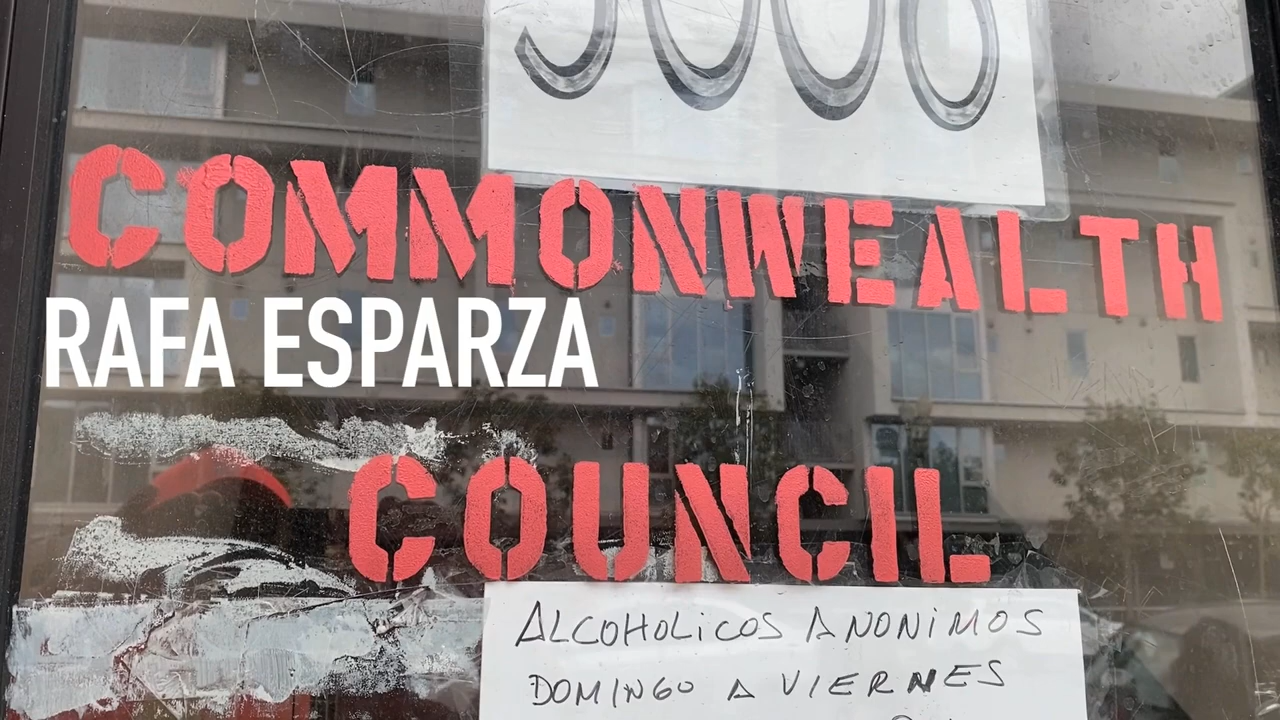 COMMONWEALTH
RAFA ESPARZA
COUNCIL
ALCOHOLICOS ANONIMOS
DOMINGO A VIERNES